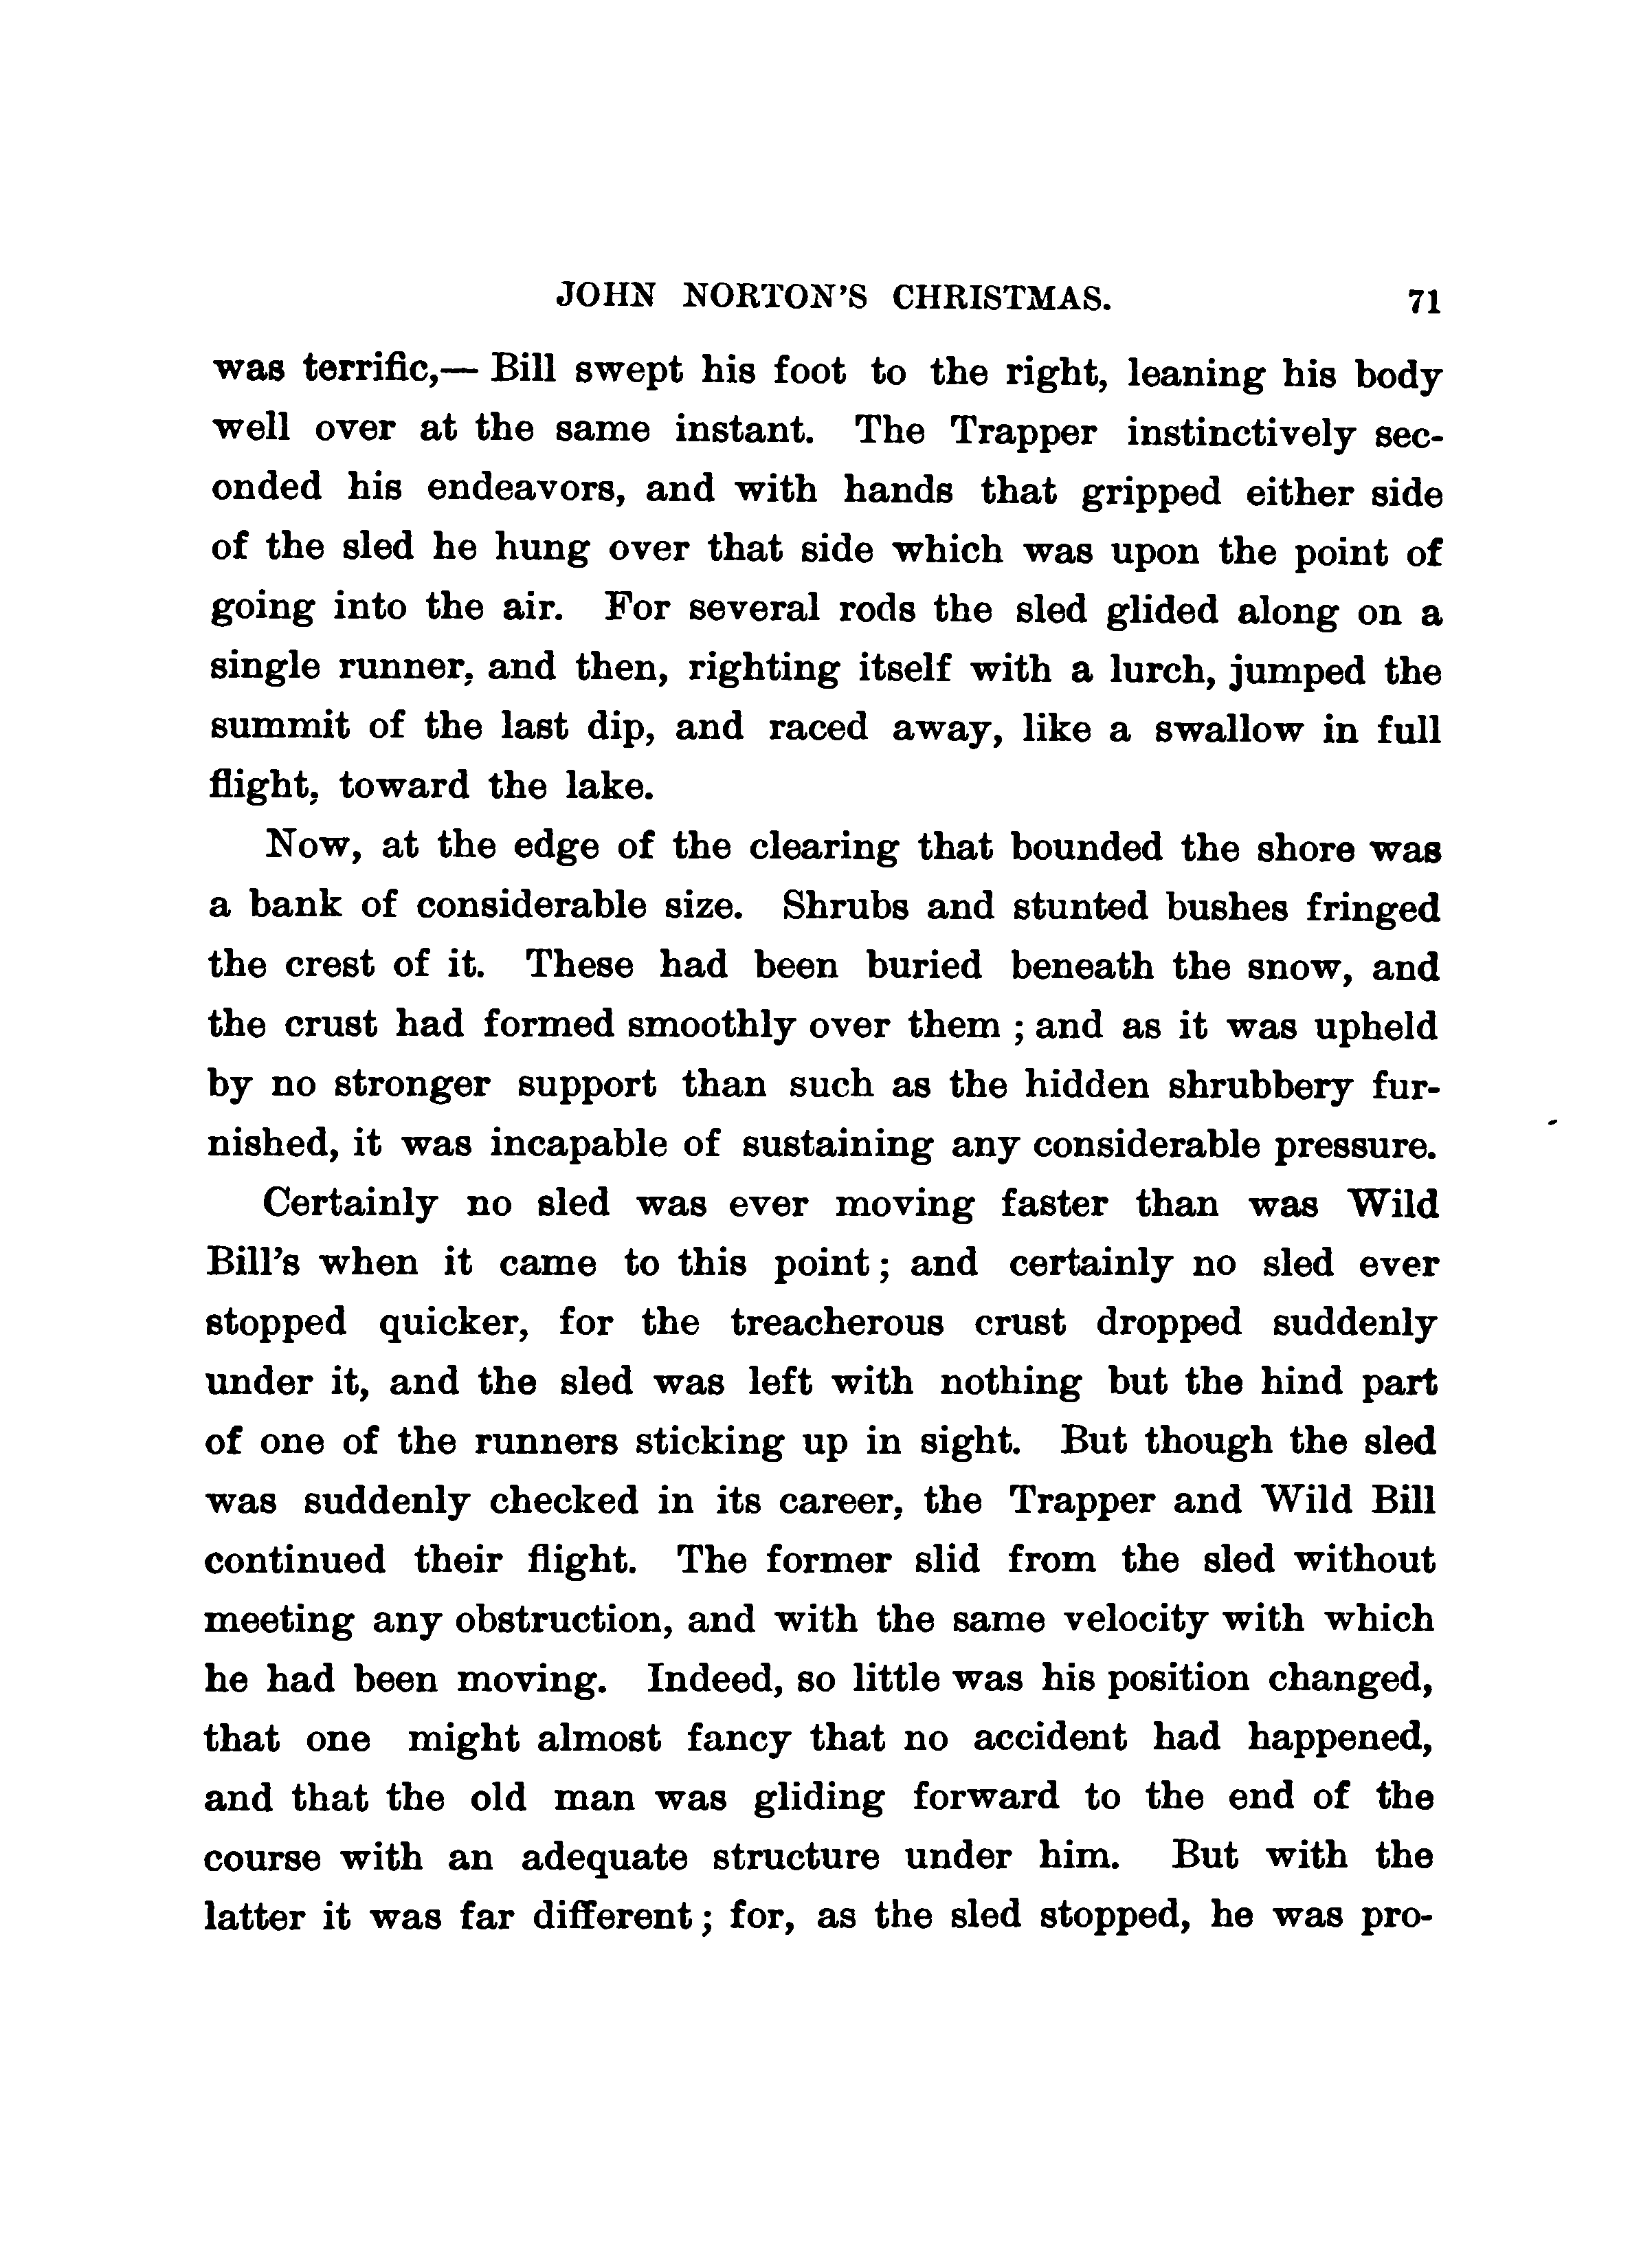 JOHN NORTON'S CHRISTMAS. 71
was terrific,— Bill swept his foot to the right, leaning his body
well over at the same instant. The Trapper instinctively sec-
onded his endeavors, and with hands that gripped either side
of the sled he hung over that side which was upon the point of
going into the air. For several rods the sled glided along on a
single runner, and then, righting itself with a lurch, jumped the
summit of the last dip, and raced away, like a swallow in full
flight, toward the lake.
Now, at the edge of the clearing that bounded the shore was
a bank of considerable size. Shrubs and stunted bushes fringed
the crest of it. These had been buried beneath the snow, and
the crust had formed smoothly over them ; and as it was upheld
by no stronger support than such as the hidden shrubbery fur-
nished, it was incapable of sustaining any considerable pressure.
Certainly no sled was ever moving faster than was Wild
Bill's when it came to this point ; and certainly no sled ever
stopped quicker, for the treacherous crust dropped suddenly
under it, and the sled was left with nothing but the hind part
of one of the runners sticking up in sight. But though the sled
was suddenly checked in its career, the Trapper and Wild Bill
continued their flight. The former slid from the sled without
meeting any obstruction, and with the same velocity with which
he had been moving. Indeed, so little was his position changed,
that one might almost fancy that no accident had happened,
and that the old man was gliding forward to the end of the
course with an adequate structure under him. But with the
latter it was far different ; for, as the sled stopped, he was pro-